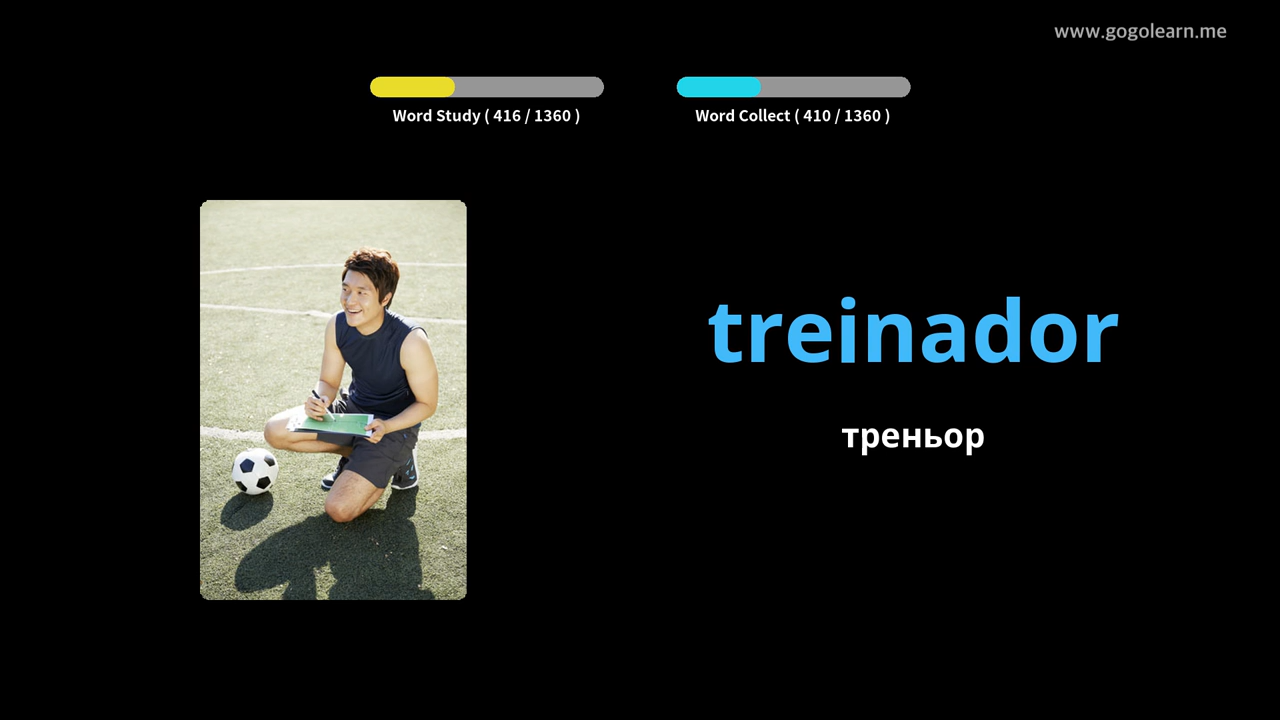 www.gogolearn.me
Word Study ( 416 / 1360 )
Word Collect ( 410 / 1360 )
treinador
треньор